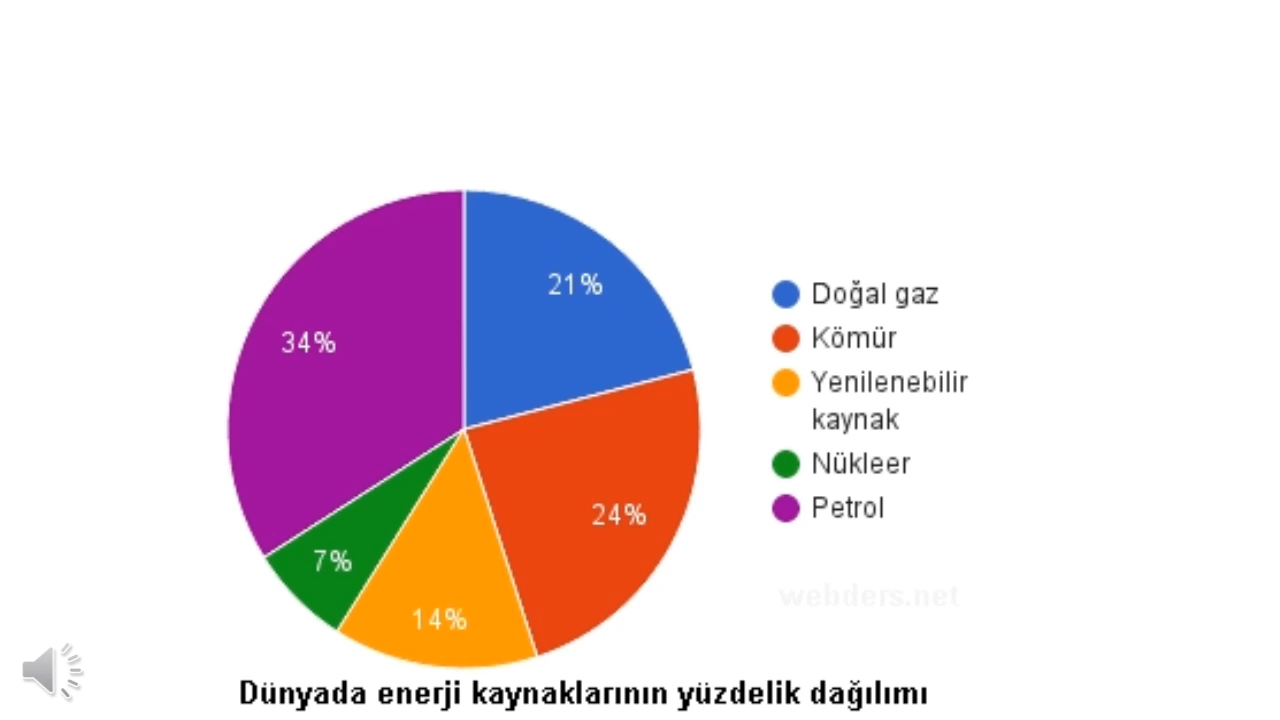 21%
34%
24%
7%
14%
Doğal gaz
Kömür
Yenilenebilir
kaynak
Nükleer
Petrol
webders.net
Dünyada enerji kaynaklarının yüzdelik dağılımı